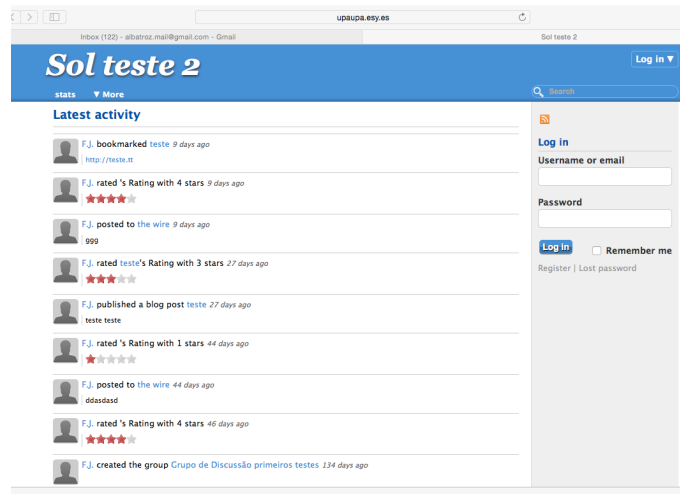 upaupa.esy.es
Inbox (122) – albatroz.mail@gmail.com – Gmail
Sol teste 2
Sol teste 2
Log in ▼
stats ▼ More
Search
Latest activity
F.J. bookmarked teste 9 days ago
http://teste.tt
F.J. rated 's Rating with 4 stars 9 days ago
F.J. posted to the wire 9 days ago
ggg
F.J. rated teste's Rating with 3 stars 27 days ago
F.J. published a blog post teste 27 days ago
teste teste
F.J. rated 's Rating with 1 stars 44 days ago
F.J. posted to the wire 44 days ago
ddasdasd
F.J. rated 's Rating with 4 stars 46 days ago
F.J. created the group Grupo de Discussão primeiros testes 134 days ago
Log in
Username or email
Password
Log in
Remember me
Register | Lost password